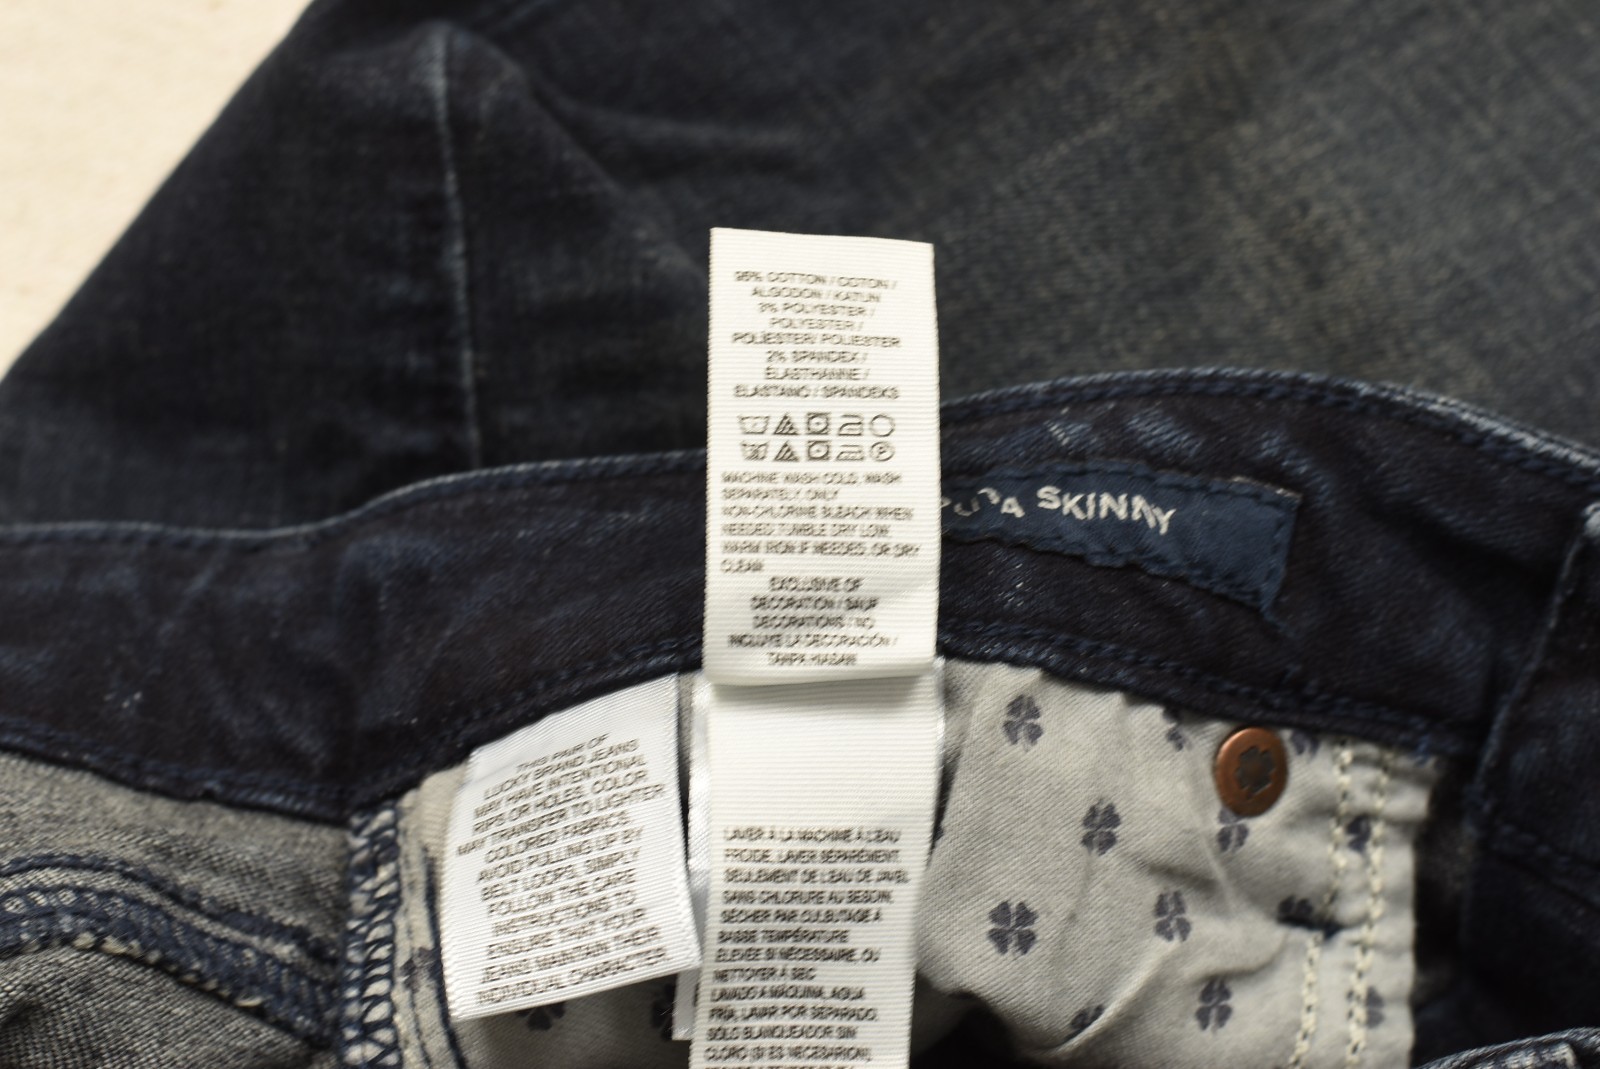 95% COTTON / COTON /
ALGODON / KATUN
3% POLYESTER /
POLYESTER /
POLÍESTER/ POLIESTER
2% SPANDEX /
ÉLASTHANNE /
ELASTANO / SPANDEKS
MACHINE WASH COLD, WASH
SEPARATELY, ONLY
NON-CHLORINE BLEACH WHEN
NEEDED TUMBLE DRY LOW.
WARM IRON IF NEEDED, OR DRY
CLEAN
EXCLUSIVE OF
DECORATION / SAUF
DECORATIONS / NO
INCLUYE LA DECORACIÓN /
TANPA HIASAN
SKINNY
THIS PAIR OF
LUCKY BRAND JEANS
MAY HAVE INTENTIONAL
RIPS OR HOLES. COLOR
MAY TRANSFER TO LIGHTER
COLORED FABRICS.
AVOID PULLING UP BY
BELT LOOPS, SIMPLY
FOLLOW THE CARE
INSTRUCTIONS TO
ENSURE THAT YOUR
JEANS MAINTAIN THEIR
INDIVIDUAL CHARACTER.
LAVER À LA MACHINE À L'EAU
FROIDE, LAVER SÉPARÉMENT.
SEULEMENT DE L'EAU DE JAVEL
SANS CHLORURE AU BESOIN,
SÉCHER PAR CULBUTAGE À
BASSE TEMPÉRATURE
ÉLEVÉE SI NÉCESSAIRE, OU
NETTOYER À SEC
LAVADO A MÁQUINA, AGUA
FRÍA, LAVAR POR SEPARADO,
SÓLO BLANQUEADOR SIN
CLORO (SI ES NECESARION)